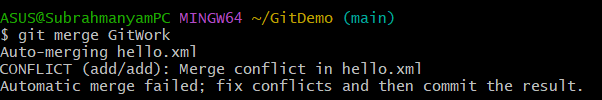 ASUS@SubrahmanyamPC MINGW64 ~/GitDemo (main)
$ git merge GitWork
Auto-merging hello.xml
CONFLICT (add/add): Merge conflict in hello.xml
Automatic merge failed; fix conflicts and then commit the result.